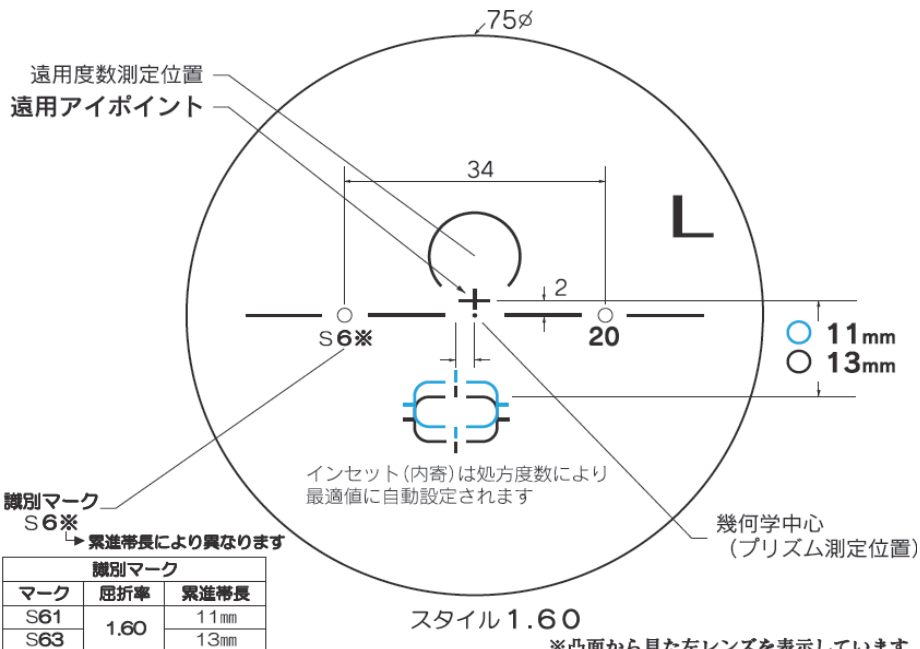 75φ
遠用度数測定位置
遠用アイポイント
34
L
2
S6※
20
11mm
13mm
インセット(内寄)は処方度数により
最適値に自動設定されます
識別マーク
S6※
累進帯長により異なります
幾何学中心
(プリズム測定位置)
識別マーク
マーク 屈折率 累進帯長
S61 1.60 11mm
S63 13mm
スタイル1.60
※凸面から見た左レンズを表示しています